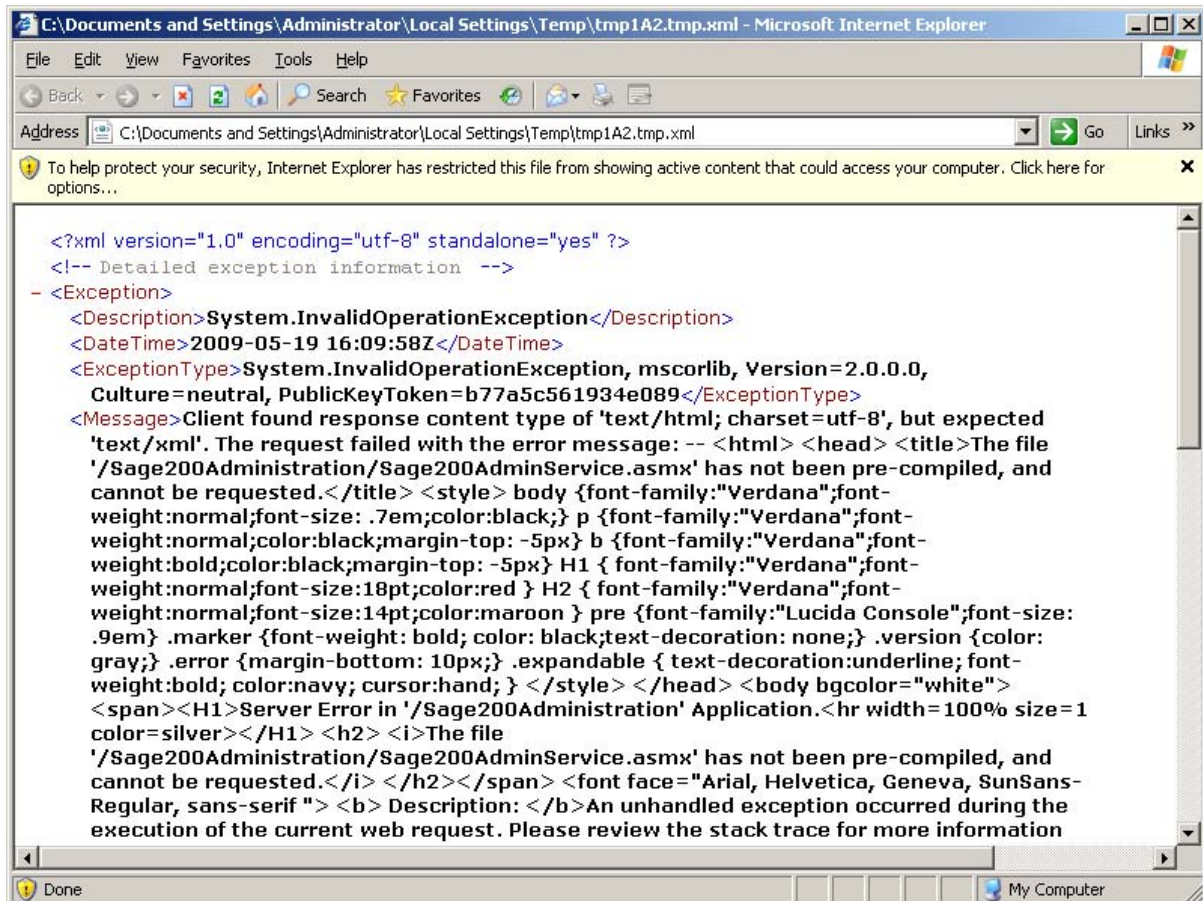 C:\Documents and Settings\Administrator\Local Settings\Temp\tmp1A2.tmp.xml - Microsoft Internet Explorer
File Edit View Favorites Tools Help
Back Search Favorites
Address C:\Documents and Settings\Administrator\Local Settings\Temp\tmp1A2.tmp.xml Go Links »
To help protect your security, Internet Explorer has restricted this file from showing active content that could access your computer. Click here for
options...
<?xml version="1.0" encoding="utf-8" standalone="yes" ?>
<!-- Detailed exception information -->
- <Exception>
<Description>System.InvalidOperationException</Description>
<DateTime>2009-05-19 16:09:58Z</DateTime>
<ExceptionType>System.InvalidOperationException, mscorlib, Version=2.0.0.0,
Culture=neutral, PublicKeyToken=b77a5c561934e089</ExceptionType>
<Message>Client found response content type of 'text/html; charset=utf-8', but expected
'text/xml'. The request failed with the error message: -- <html> <head> <title>The file
'/Sage200Administration/Sage200AdminService.asmx' has not been pre-compiled, and
cannot be requested.</title> <style> body {font-family:"Verdana";font-
weight:normal;font-size: .7em;color:black;} p {font-family:"Verdana";font-
weight:normal;color:black;margin-top: -5px} b {font-family:"Verdana";font-
weight:bold;color:black;margin-top: -5px} H1 { font-family:"Verdana";font-
weight:normal;font-size:18pt;color:red } H2 { font-family:"Verdana";font-
weight:normal;font-size:14pt;color:maroon } pre {font-family:"Lucida Console";font-size:
.9em} .marker {font-weight: bold; color: black;text-decoration: none;} .version {color:
gray;} .error {margin-bottom: 10px;} .expandable { text-decoration:underline; font-
weight:bold; color:navy; cursor:hand; } </style> </head> <body bgcolor="white">
<span><H1>Server Error in '/Sage200Administration' Application.<hr width=100% size=1
color=silver></H1> <h2> <i>The file
'/Sage200Administration/Sage200AdminService.asmx' has not been pre-compiled, and
cannot be requested.</i> </h2></span> <font face="Arial, Helvetica, Geneva, SunSans-
Regular, sans-serif "> <b> Description: </b>An unhandled exception occurred during the
execution of the current web request. Please review the stack trace for more information
Done My Computer